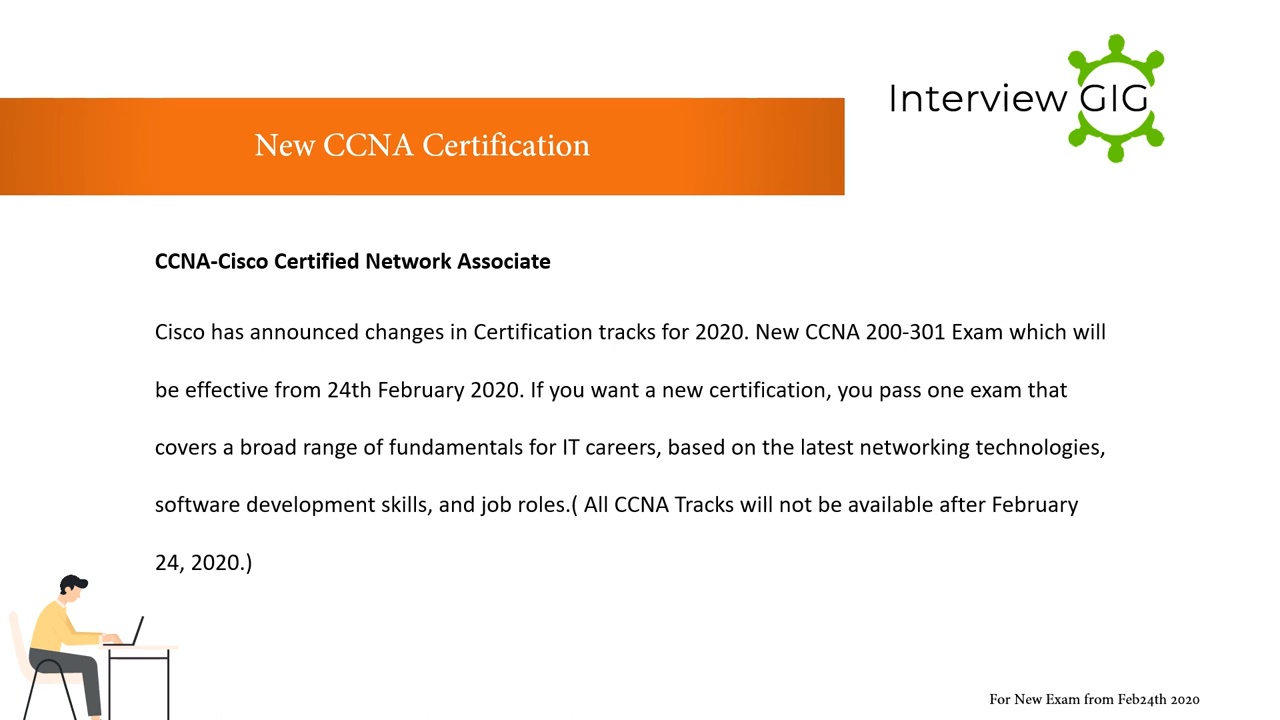 Interview GIG
New CCNA Certification
CCNA-Cisco Certified Network Associate
Cisco has announced changes in Certification tracks for 2020. New CCNA 200-301 Exam which will
be effective from 24th February 2020. If you want a new certification, you pass one exam that
covers a broad range of fundamentals for IT careers, based on the latest networking technologies,
software development skills, and job roles.( All CCNA Tracks will not be available after February
24, 2020.)
For New Exam from Feb24th 2020